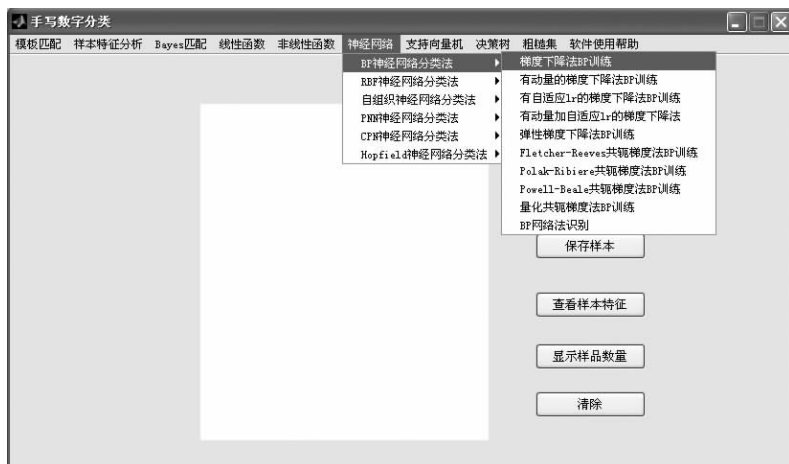 手写数字分类
模板匹配 样本特征分析 Bayes匹配 线性函数 非线性函数 神经网络 支持向量机 决策树 粗糙集 软件使用帮助
BP神经网络分类法
RBF神经网络分类法
自组织神经网络分类法
PNN神经网络分类法
CPN神经网络分类法
Hopfield神经网络分类法
梯度下降法BP训练
有动量的梯度下降法BP训练
有自适应lr的梯度下降法BP训练
有动量加自适应lr的梯度下降法
弹性梯度下降法BP训练
Fletcher-Reeves共轭梯度法BP训练
Polak-Ribiere共轭梯度法BP训练
Powell-Beale共轭梯度法BP训练
量化共轭梯度法BP训练
BP网络法识别
保存样本
查看样本特征
显示样品数量
清除